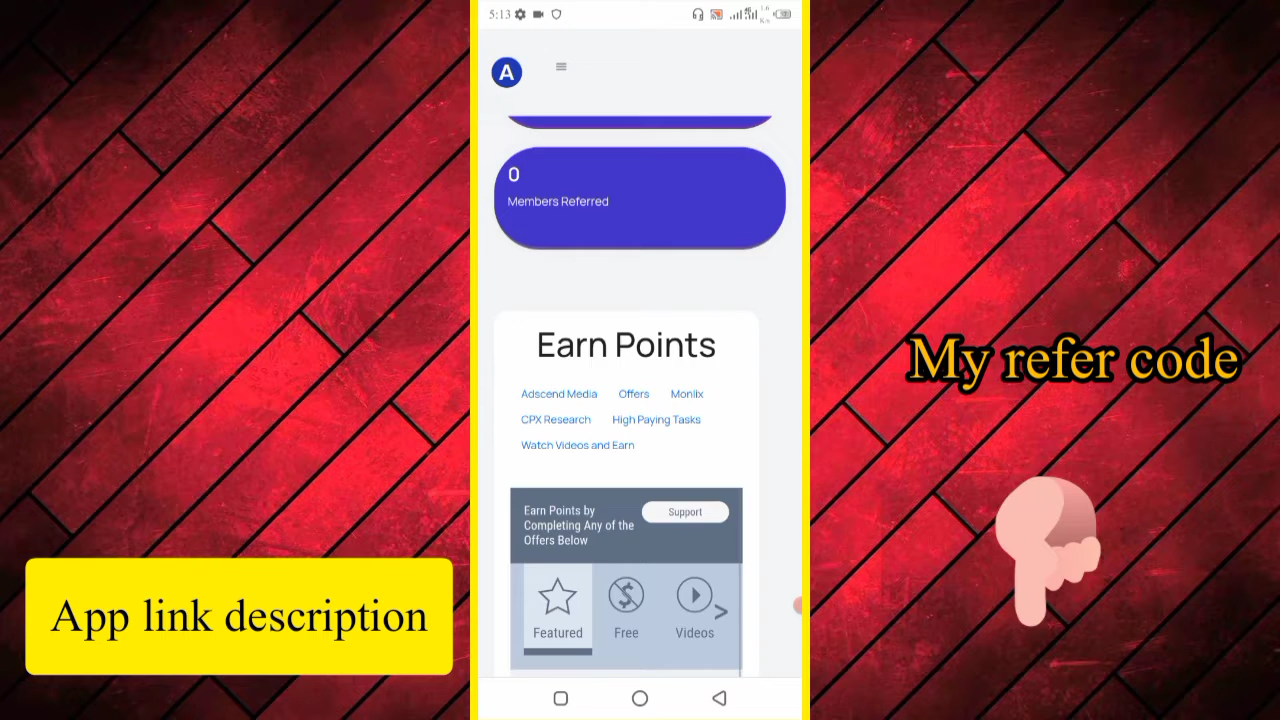 5:13
1.6
K/s
A
0
Members Referred
Earn Points
Adscend Media Offers Monlix
CPX Research High Paying Tasks
Watch Videos and Earn
Earn Points by
Completing Any of the
Offers Below
Support
Featured Free Videos >
App link description
My refer code